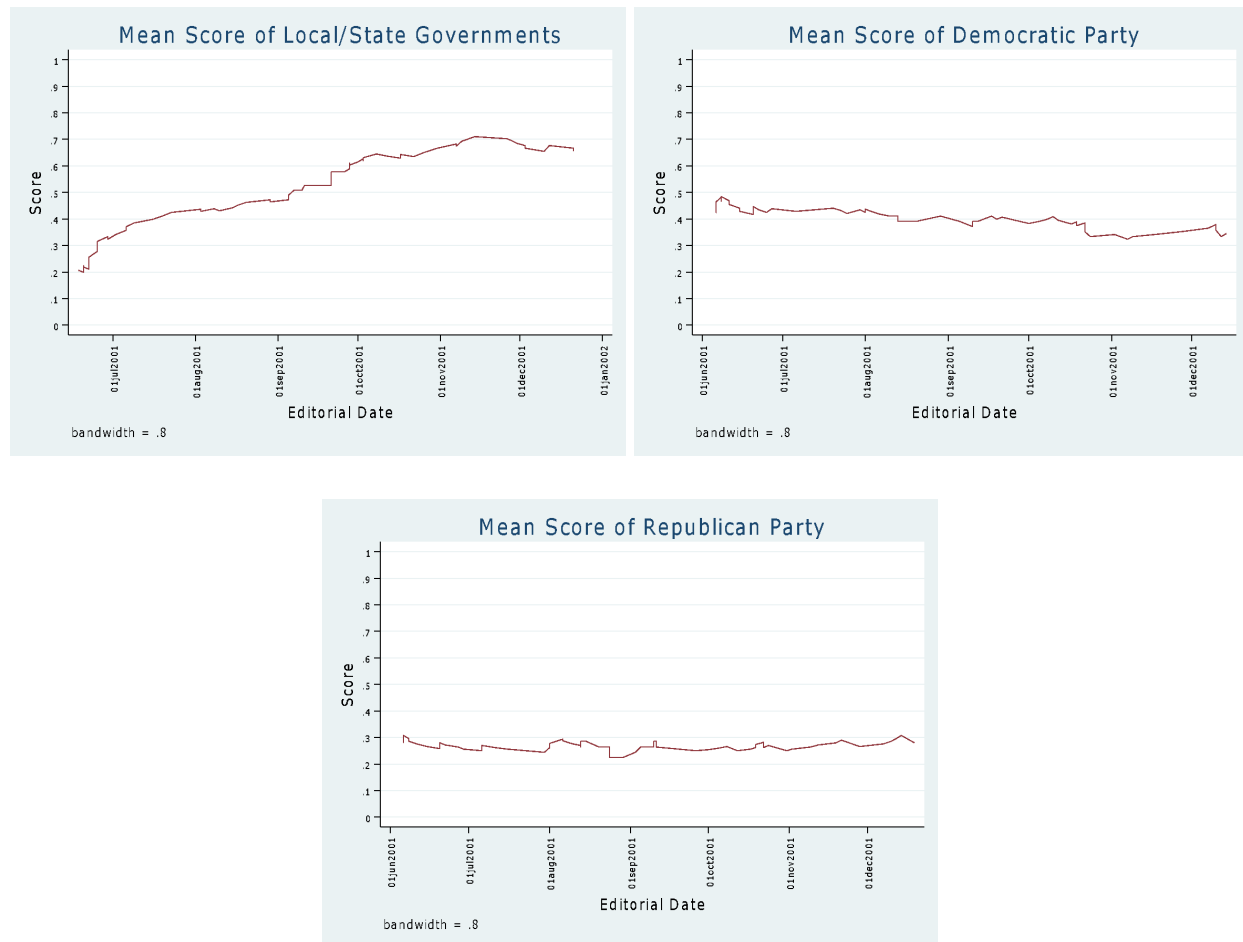 Mean Score of Local/State Governments
1
.9
.8
.7
.6
.5
.4
.3
.2
.1
0
Score
01jul2001
01aug2001
01sep2001
01oct2001
01nov2001
01dec2001
01jan2002
Editorial Date
bandwidth = .8
Mean Score of Democratic Party
1
.9
.8
.7
.6
.5
.4
.3
.2
.1
0
Score
01jun2001
01jul2001
01aug2001
01sep2001
01oct2001
01nov2001
01dec2001
Editorial Date
bandwidth = .8
Mean Score of Republican Party
1
.9
.8
.7
.6
.5
.4
.3
.2
.1
0
Score
01jun2001
01jul2001
01aug2001
01sep2001
01oct2001
01nov2001
01dec2001
Editorial Date
bandwidth = .8